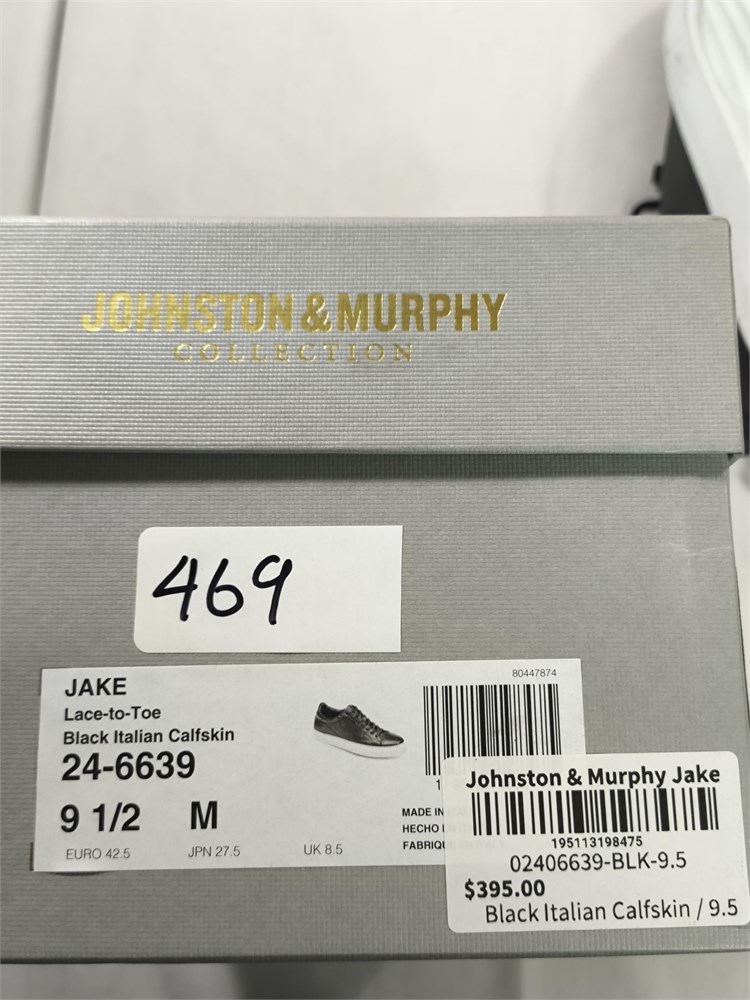 JOHNSTON & MURPHY
COLLECTION
469
80447874
JAKE
Lace-to-Toe
Black Italian Calfskin
24-6639
9 1/2 M
EURO 42.5 JPN 27.5 UK 8.5
MADE IN
HECHO
Johnston & Murphy Jake
195113198475
02406639-BLK-9.5
$395.00
Black Italian Calfskin / 9.5